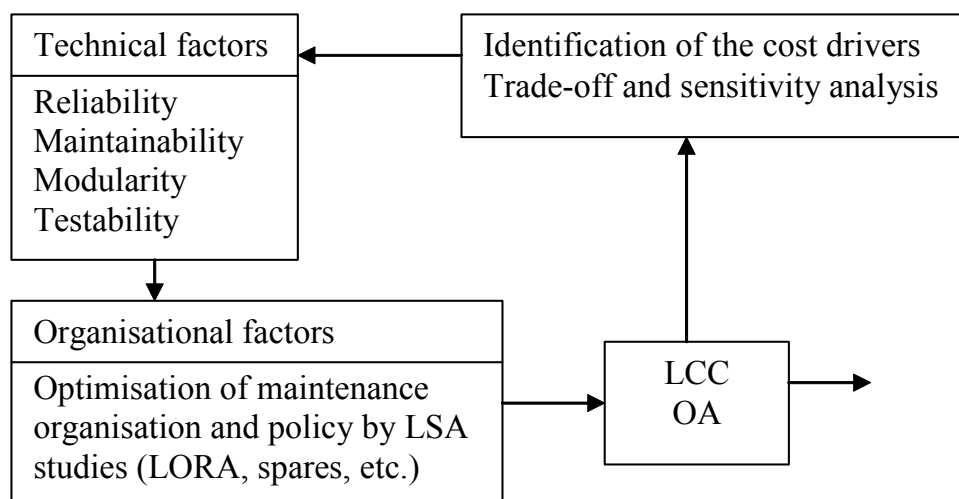 Technical factors
Reliability
Maintainability
Modularity
Testability
Identification of the cost drivers
Trade-off and sensitivity analysis
Organisational factors
Optimisation of maintenance
organisation and policy by LSA
studies (LORA, spares, etc.)
LCC
OA